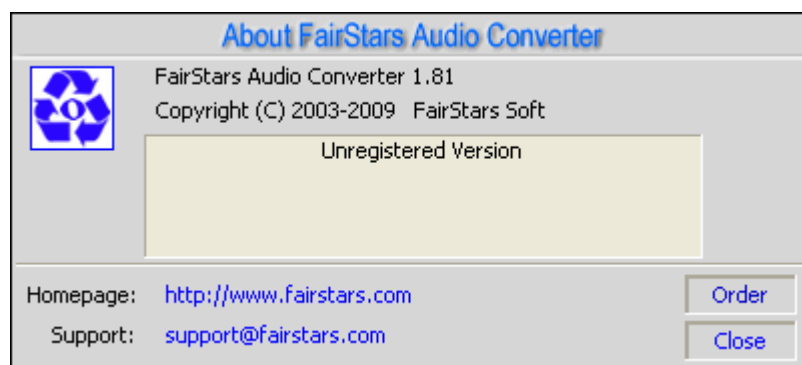 About FairStars Audio Converter
FairStars Audio Converter 1.81
Copyright (C) 2003-2009 FairStars Soft
Unregistered Version
Homepage: http://www.fairstars.com
Order
Support: support@fairstars.com
Close